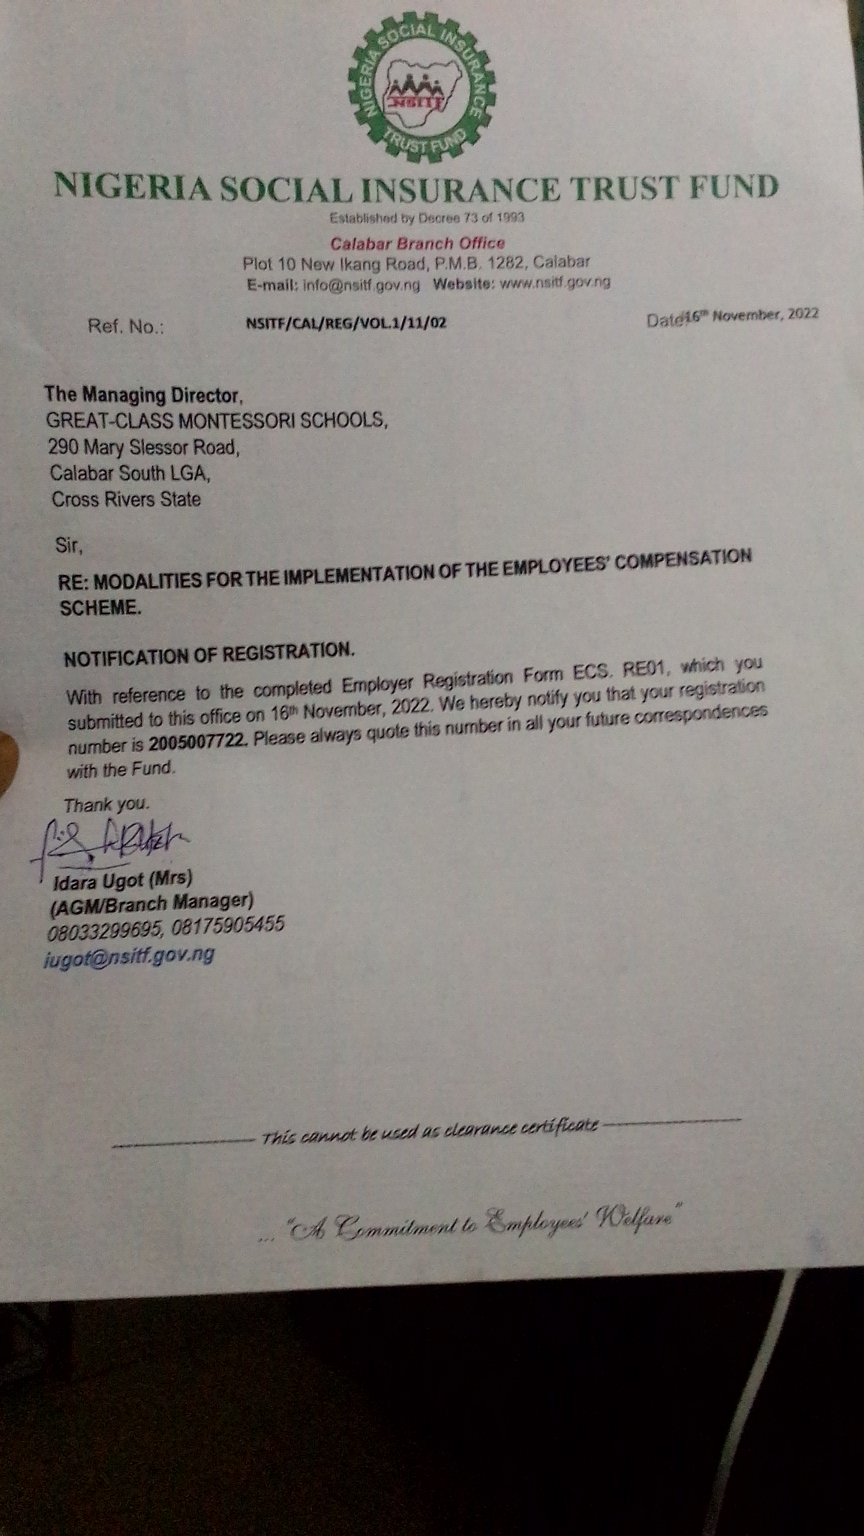 NIGERIA SOCIAL INSURANCE
NSITF
TRUST FUND
NIGERIA SOCIAL INSURANCE TRUST FUND
Established by Decree 73 of 1993
Calabar Branch Office
Plot 10 New Ikang Road, P.M.B. 1282, Calabar
E-mail: info@nsitf.gov.ng Website: www.nsitf.gov.ng
Ref. No.: NSITF/CAL/REG/VOL.1/11/02 Date: 16th November, 2022
The Managing Director,
GREAT-CLASS MONTESSORI SCHOOLS,
290 Mary Slessor Road,
Calabar South LGA,
Cross Rivers State
Sir,
RE: MODALITIES FOR THE IMPLEMENTATION OF THE EMPLOYEES' COMPENSATION
SCHEME.
NOTIFICATION OF REGISTRATION.
With reference to the completed Employer Registration Form ECS. RE01, which you
submitted to this office on 16th November, 2022. We hereby notify you that your registration
number is 2005007722. Please always quote this number in all your future correspondences
with the Fund.
Thank you.
Idara Ugot (Mrs)
(AGM/Branch Manager)
08033299695, 08175905455
iugot@nsitf.gov.ng
This cannot be used as clearance certificate
... "A Commitment to Employees' Welfare"